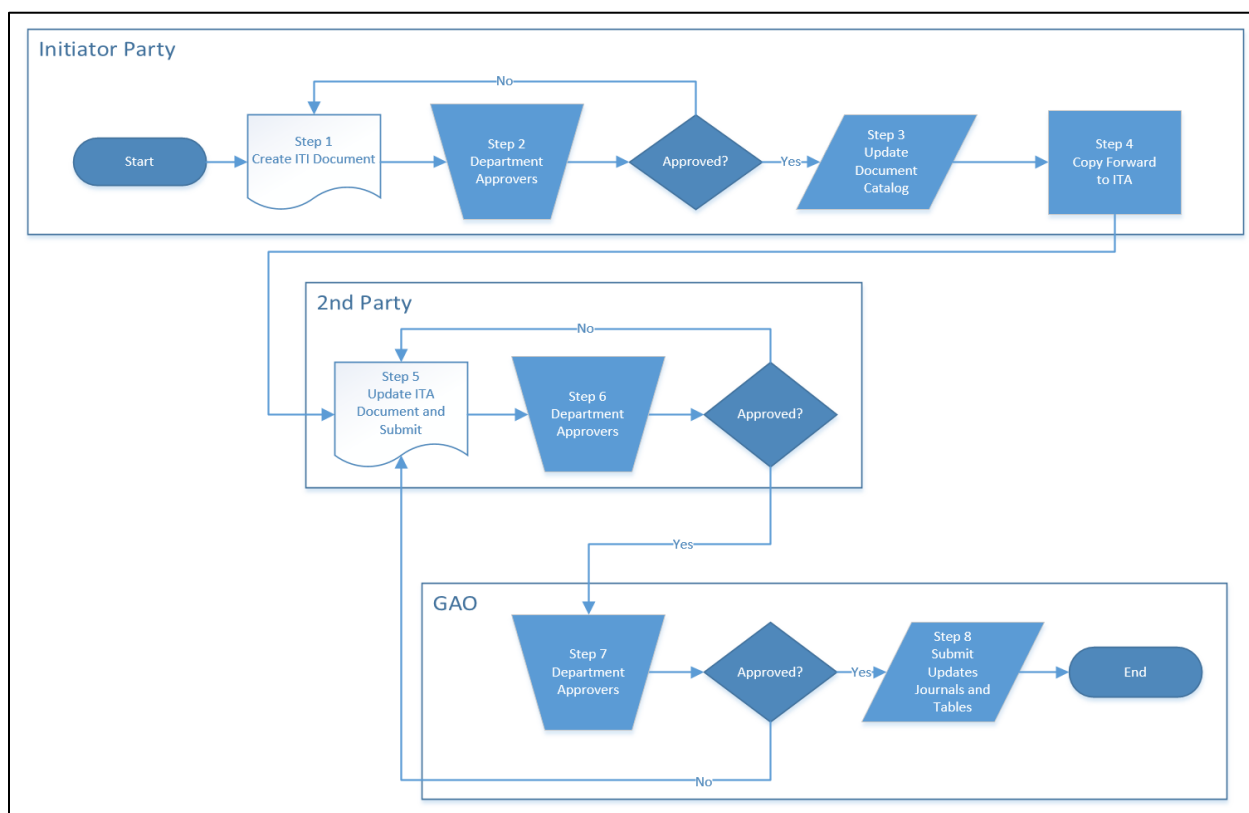 Initiator Party
No
Start
Step 1
Create ITI Document
Step 2
Department
Approvers
Approved?
Yes
Step 3
Update
Document
Catalog
Step 4
Copy Forward
to ITA
2nd Party
No
Step 5
Update ITA
Document and
Submit
Step 6
Department
Approvers
Approved?
Yes
GAO
Step 7
Department
Approvers
Approved?
Yes
Step 8
Submit
Updates
Journals and
Tables
End
No